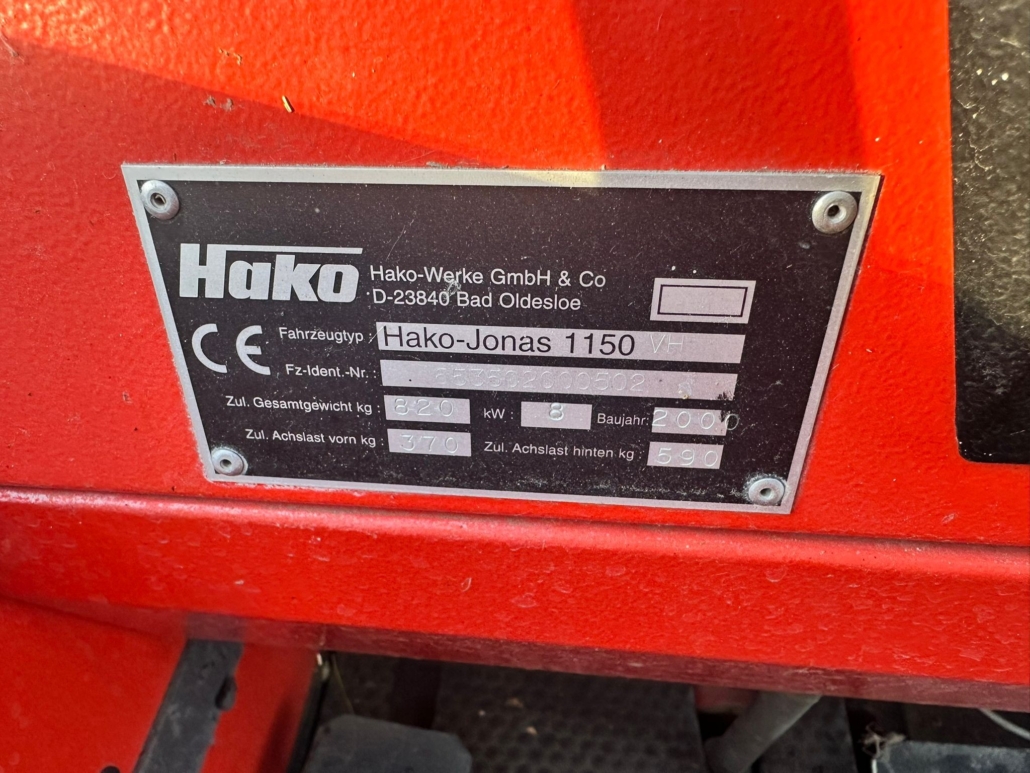 Hako
Hako-Werke GmbH & Co
D-23840 Bad Oldesloe
CE
Fahrzeugtyp : Hako-Jonas 1150 VH
Fz-Ident.-Nr. :
Zul. Gesamtgewicht kg : 820 kW : 8 Baujahr: 2000
Zul. Achslast vorn kg : 370 Zul. Achslast hinten kg : 590